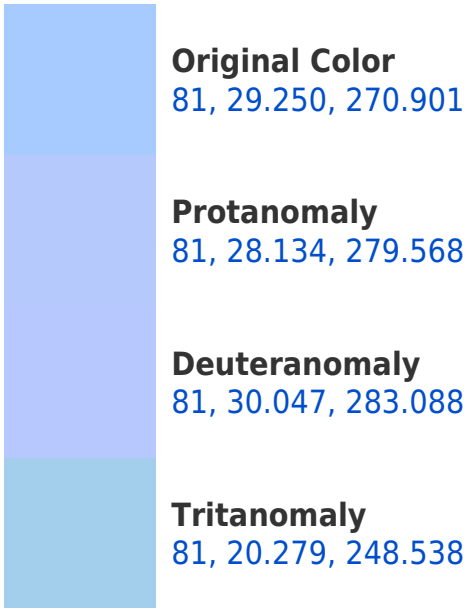 Original Color
81, 29.250, 270.901
Protanomaly
81, 28.134, 279.568
Deuteranomaly
81, 30.047, 283.088
Tritanomaly
81, 20.279, 248.538